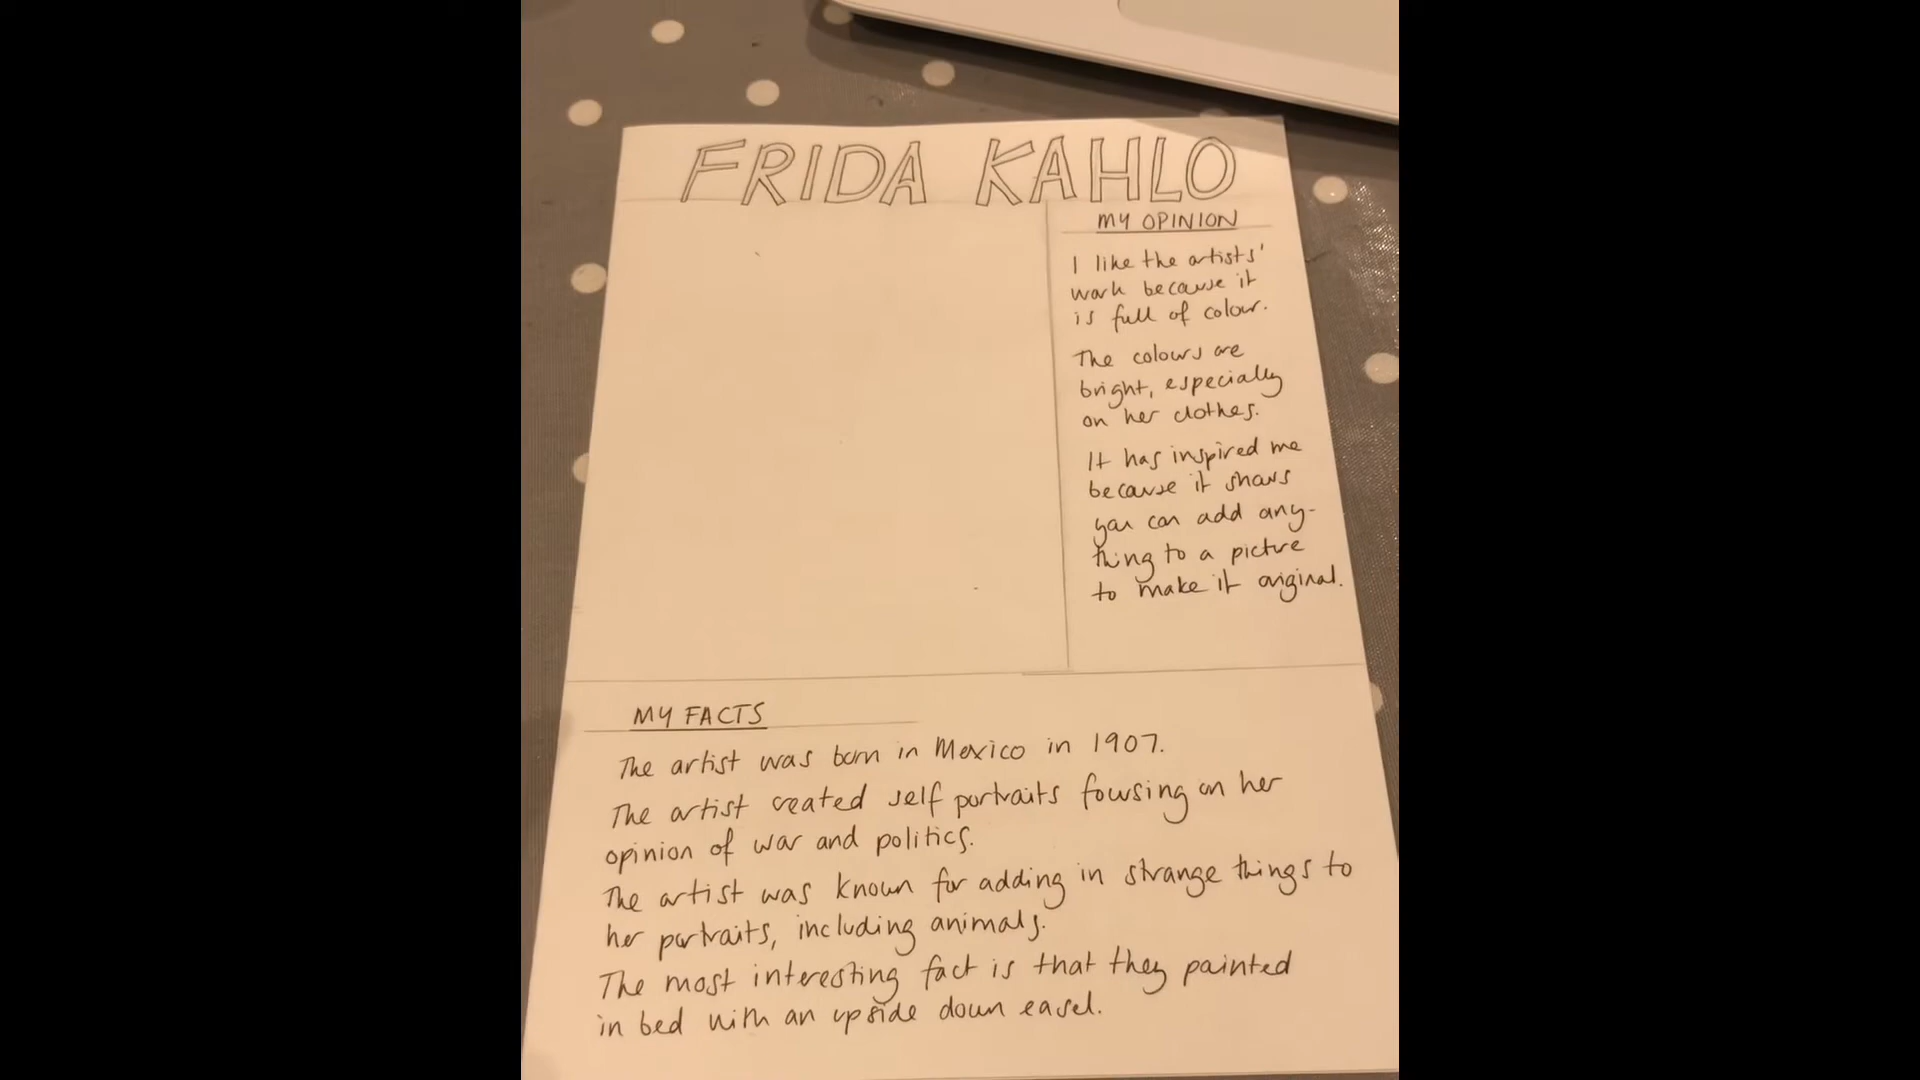 FRIDA KAHLO
MY OPINION
I like the artists'
work because it
is full of colour.
The colours are
bright, especially
on her clothes.
It has inspired me
because it shows
you can add any-
thing to a picture
to make it original.
MY FACTS
The artist was born in Mexico in 1907.
The artist created self portraits focusing on her
opinion of war and politics.
The artist was known for adding in strange things to
her portraits, including animals.
The most interesting fact is that they painted
in bed with an upside down easel.